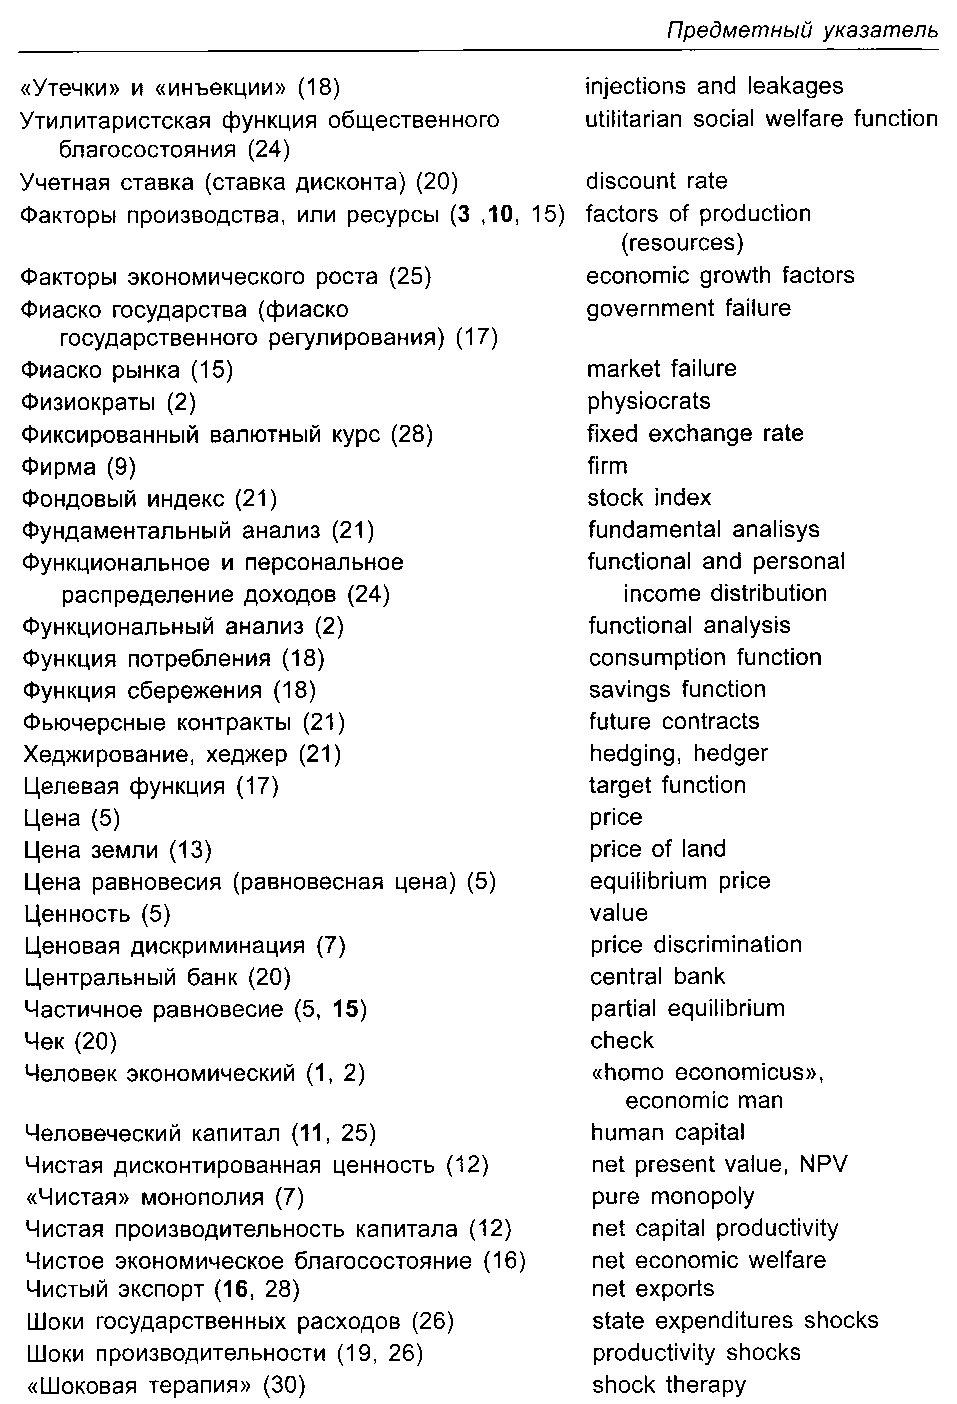 Предметный указатель
«Утечки» и «инъекции» (18) injections and leakages
Утилитаристская функция общественного utilitarian social welfare function
благосостояния (24)
Учетная ставка (ставка дисконта) (20) discount rate
Факторы производства, или ресурсы (3 ,10, 15) factors of production
(resources)
Факторы экономического роста (25) economic growth factors
Фиаско государства (фиаско government failure
государственного регулирования) (17)
Фиаско рынка (15) market failure
Физиократы (2) physiocrats
Фиксированный валютный курс (28) fixed exchange rate
Фирма (9) firm
Фондовый индекс (21) stock index
Фундаментальный анализ (21) fundamental analisys
Функциональное и персональное functional and personal
распределение доходов (24) income distribution
Функциональный анализ (2) functional analysis
Функция потребления (18) consumption function
Функция сбережения (18) savings function
Фьючерсные контракты (21) future contracts
Хеджирование, хеджер (21) hedging, hedger
Целевая функция (17) target function
Цена (5) price
Цена земли (13) price of land
Цена равновесия (равновесная цена) (5) equilibrium price
Ценность (5) value
Ценовая дискриминация (7) price discrimination
Центральный банк (20) central bank
Частичное равновесие (5, 15) partial equilibrium
Чек (20) check
Человек экономический (1, 2) «homo economicus»,
economic man
Человеческий капитал (11, 25) human capital
Чистая дисконтированная ценность (12) net present value, NPV
«Чистая» монополия (7) pure monopoly
Чистая производительность капитала (12) net capital productivity
Чистое экономическое благосостояние (16) net economic welfare
Чистый экспорт (16, 28) net exports
Шоки государственных расходов (26) state expenditures shocks
Шоки производительности (19, 26) productivity shocks
«Шоковая терапия» (30) shock therapy